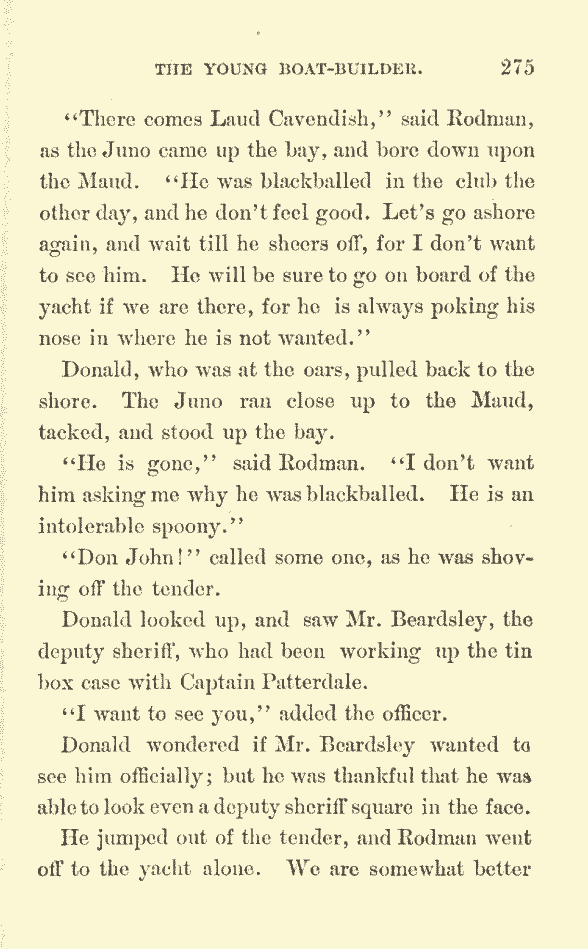 THE YOUNG BOAT-BUILDER. 275
"There comes Laud Cavendish," said Rodman,
as the Juno came up the bay, and bore down upon
the Maud. "He was blackballed in the club the
other day, and he don't feel good. Let's go ashore
again, and wait till he sheers off, for I don't want
to see him. He will be sure to go on board of the
yacht if we are there, for he is always poking his
nose in where he is not wanted."
Donald, who was at the oars, pulled back to the
shore. The Juno ran close up to the Maud,
tacked, and stood up the bay.
"He is gone," said Rodman. "I don't want
him asking me why he was blackballed. He is an
intolerable spoony."
"Don John!" called some one, as he was shov-
ing off the tender.
Donald looked up, and saw Mr. Beardsley, the
deputy sheriff, who had been working up the tin
box case with Captain Patterdale.
"I want to see you," added the officer.
Donald wondered if Mr. Beardsley wanted to
see him officially; but he was thankful that he was
able to look even a deputy sheriff square in the face.
He jumped out of the tender, and Rodman went
off to the yacht alone. We are somewhat better